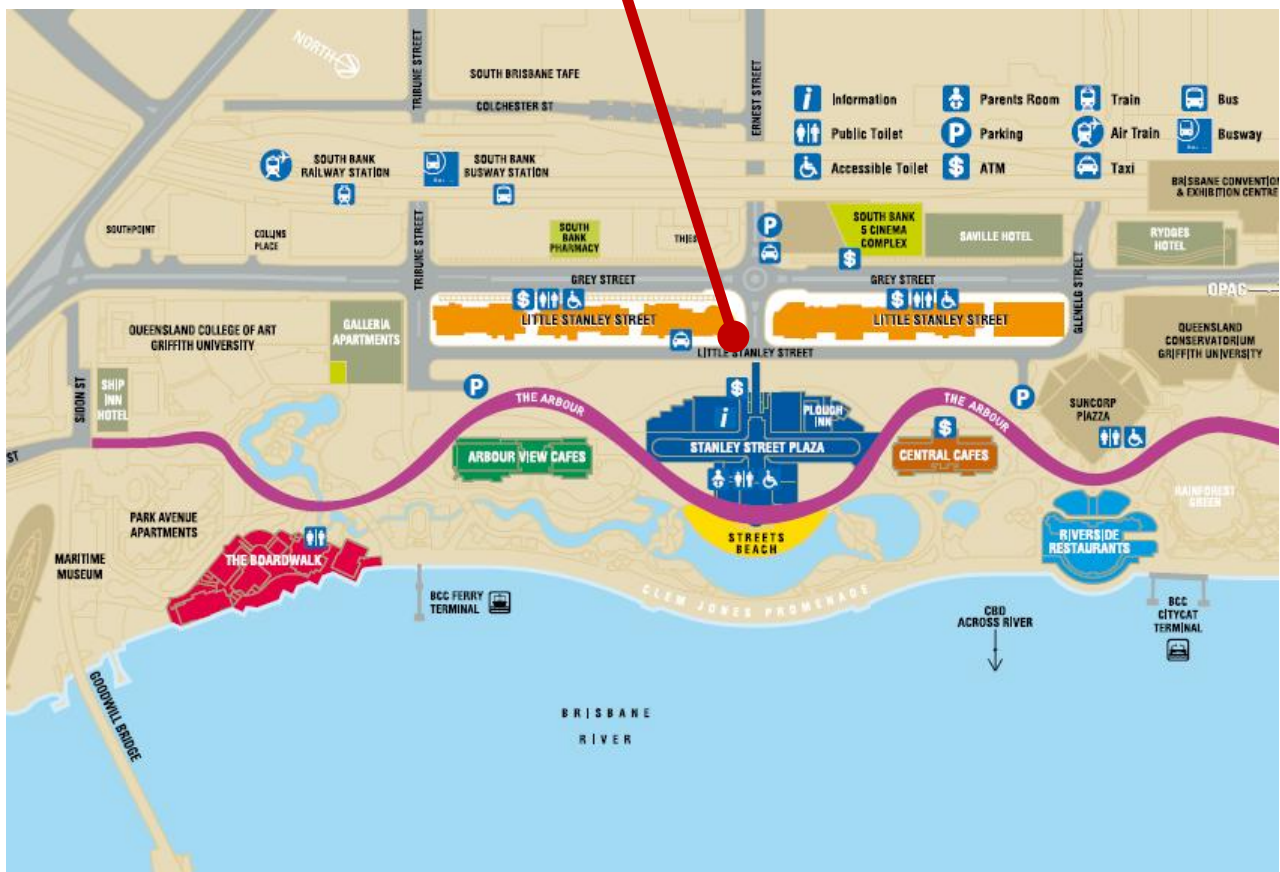 NORTH
TRIBUNE STREET
SOUTH BRISBANE TAFE
COLCHESTER ST
ERNEST STREET
i Information
Parents Room
Train
Bus
Public Toilet
P Parking
Air Train
Busway
Accessible Toilet
$ ATM
Taxi
SOUTH BANK
RAILWAY STATION
SOUTH BANK
BUSWAY STATION
BRISBANE CONVENTION
& EXHIBITION CENTRE
SOUTHPOINT
COLLINS
PLACE
TRIBUNE STREET
SOUTH
BANK
PHARMACY
THIES
P
SOUTH BANK
5 CINEMA
COMPLEX
$
SAVILLE HOTEL
RYDGES
HOTEL
GREY STREET
GREY STREET
GLENELG STREET
QPAC
$
LITTLE STANLEY STREET
$
LITTLE STANLEY STREET
QUEENSLAND COLLEGE OF ART
GRIFFITH UNIVERSITY
GALLERIA
APARTMENTS
LITTLE STANLEY STREET
QUEENSLAND
CONSERVATORIUM
GRIFFITH UNIVERSITY
SIDON ST
SHIP
INN
HOTEL
P
THE ARBOUR
$
i
PLOUGH
INN
THE ARBOUR
P
SUNCORP
PIAZZA
ST
ARBOUR VIEW CAFES
STANLEY STREET PLAZA
$
CENTRAL CAFES
RAINFOREST
GREEN
PARK AVENUE
APARTMENTS
MARITIME
MUSEUM
THE BOARDWALK
STREETS
BEACH
RIVERSIDE
RESTAURANTS
BCC FERRY
TERMINAL
CLEM JONES PROMENADE
CBD
ACROSS RIVER
BCC
CITYCAT
TERMINAL
GOODWILL BRIDGE
BRISBANE
RIVER